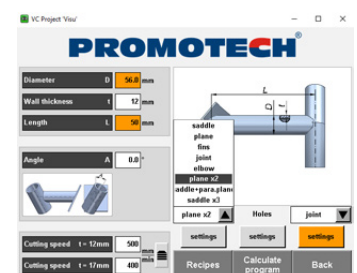 VC Project 'Visu'
PROMOTECH®
Diameter D 56.0 mm
Wall thickness t 12 mm
Length L 50 mm
Angle A 0.0 °
L
D
t
A
saddle
plane
fins
joint
elbow
plane x2
addle+para.plane
saddle x3
plane x2 Holes joint
settings settings settings
Cutting speed t= 12mm 500
mm
min
Cutting speed t= 17mm 400
Recipes Calculate program Back